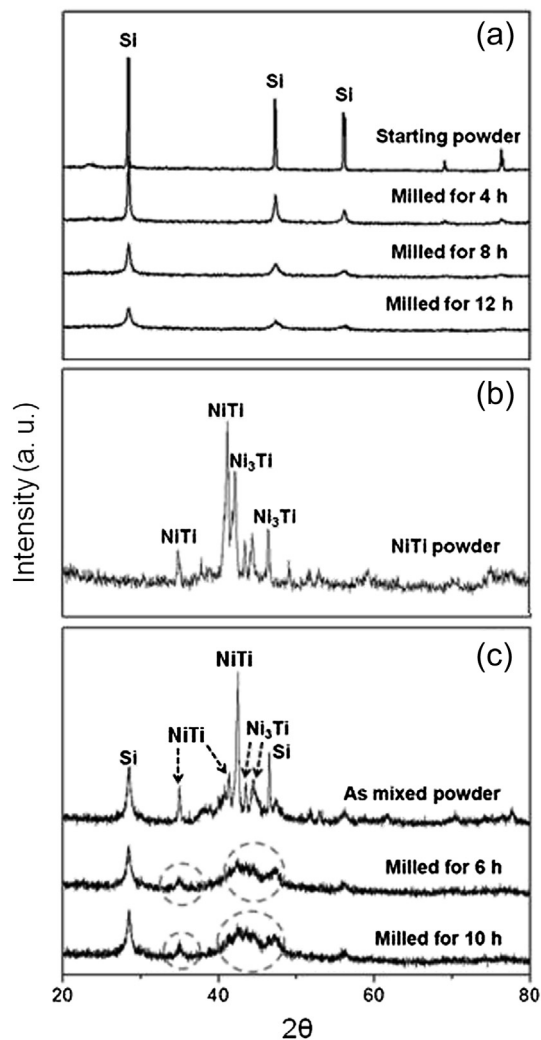 (a)
Si
Si
Si
Starting powder
Milled for 4 h
Milled for 8 h
Milled for 12 h
(b)
NiTi
Ni₃Ti
NiTi
Ni₃Ti
NiTi powder
Intensity (a. u.)
(c)
NiTi
NiTi
Ni₃Ti
Si
Si
As mixed powder
Milled for 6 h
Milled for 10 h
20 40 60 80
2θ